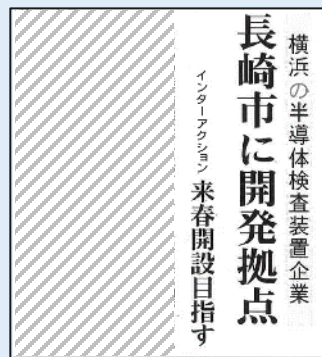 横浜の半導体検査装置企業
長崎市に開発拠点
インターアクション 来春開設目指す